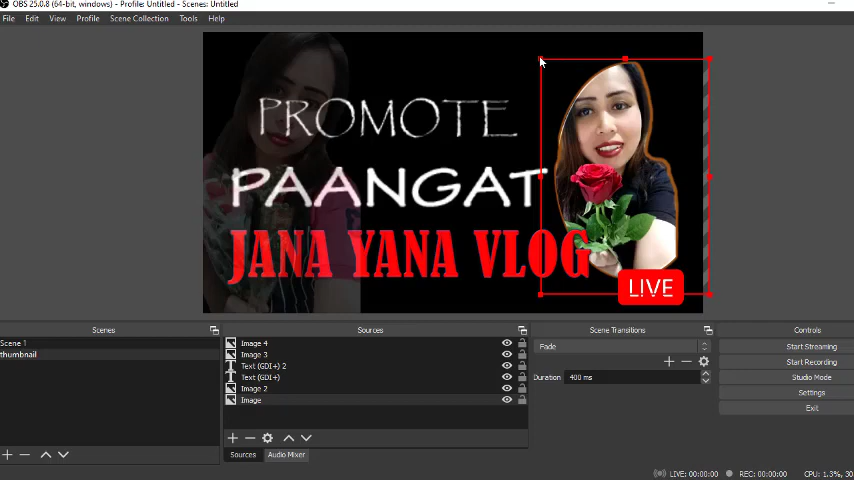 OBS 25.0.8 (64-bit, windows) - Profile: Untitled - Scenes: Untitled
File Edit View Profile Scene Collection Tools Help
PROMOTE
PAANGAT
JANA YANA VLOG
LIVE
Scenes
Scene 1
thumbnail
Sources
Image 4
Image 3
Text (GDI+) 2
Text (GDI+)
Image 2
Image
Sources Audio Mixer
Scene Transitions
Fade
Duration 400 ms
Controls
Start Streaming
Start Recording
Studio Mode
Settings
Exit
LIVE: 00:00:00 REC: 00:00:00 CPU: 1.3%, 30